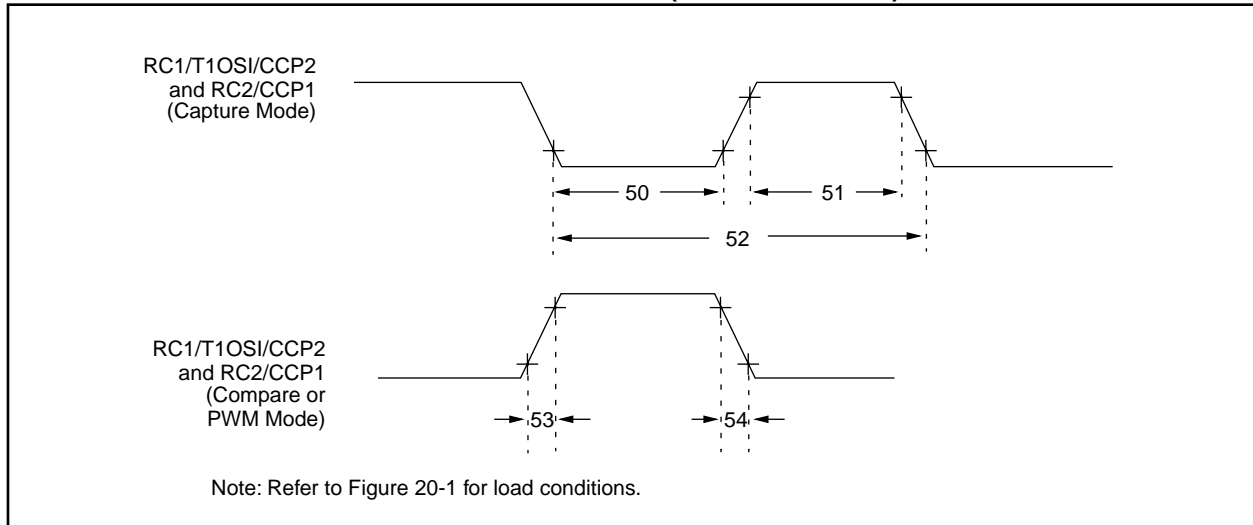 RC1/T1OSI/CCP2
and RC2/CCP1
(Capture Mode)
50
51
52
RC1/T1OSI/CCP2
and RC2/CCP1
(Compare or
PWM Mode)
53
54
Note: Refer to Figure 20-1 for load conditions.